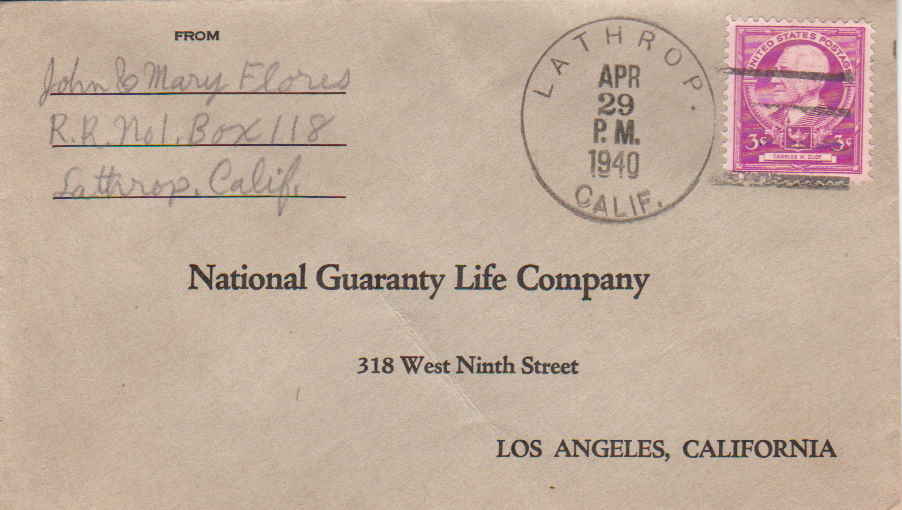 FROM
John & Mary Flores
R.R. No 1, Box 118
Lathrop, Calif.
LATHROP.
APR
29
P.M.
1940
CALIF.
UNITED STATES POSTAGE
3¢ 3¢
CHARLES W. ELIOT
National Guaranty Life Company
318 West Ninth Street
LOS ANGELES, CALIFORNIA